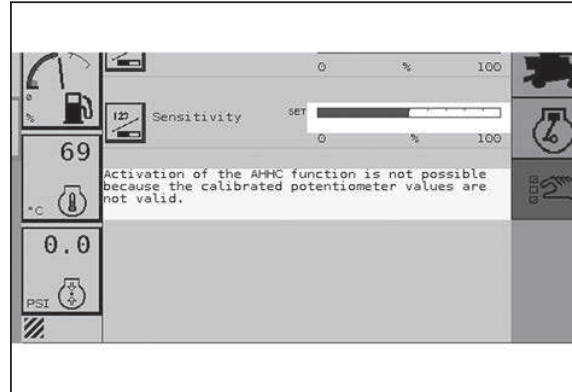 0 % 100
123 Sensitivity SET
0 % 100
%
69
°C
Activation of the AHHC function is not possible
because the calibrated potentiometer values are
not valid.
0.0
PSI